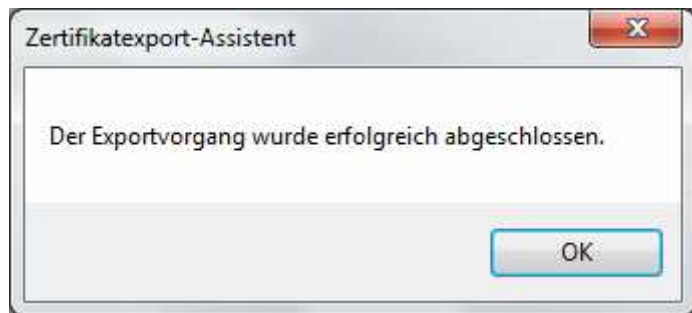 Zertifikatexport-Assistent
Der Exportvorgang wurde erfolgreich abgeschlossen.
OK